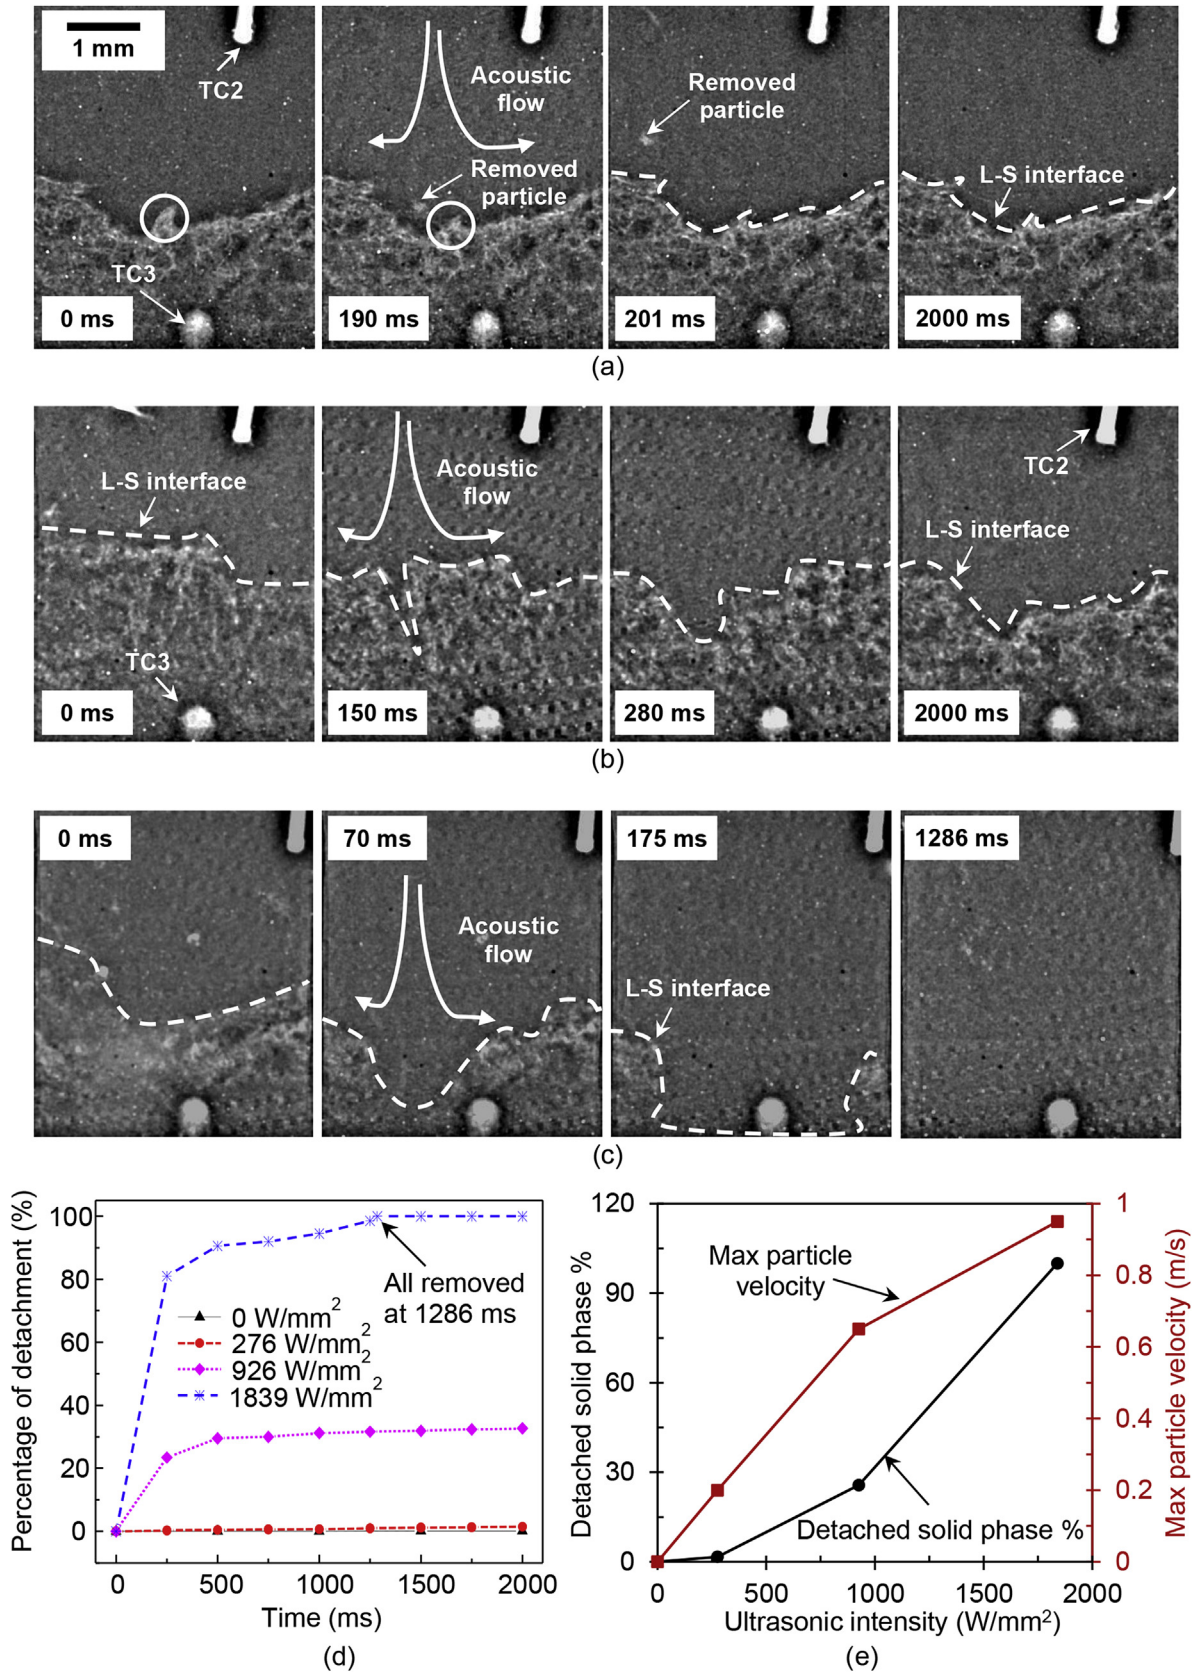 1 mm
TC2
TC3
0 ms
Acoustic
flow
Removed
particle
190 ms
Removed
particle
201 ms
L-S interface
2000 ms
(a)
L-S interface
TC3
0 ms
Acoustic
flow
150 ms
280 ms
TC2
L-S interface
2000 ms
(b)
0 ms
70 ms
Acoustic
flow
175 ms
L-S interface
1286 ms
(c)
Percentage of detachment (%)
100
80
60
40
20
0
All removed
at 1286 ms
0 W/mm²
276 W/mm²
926 W/mm²
1839 W/mm²
0 500 1000 1500 2000
Time (ms)
(d)
Detached solid phase %
120
90
60
30
0
Max particle
velocity
Detached solid phase %
1
0.8
0.6
0.4
0.2
0
Max particle velocity (m/s)
0 500 1000 1500 2000
Ultrasonic intensity (W/mm²)
(e)